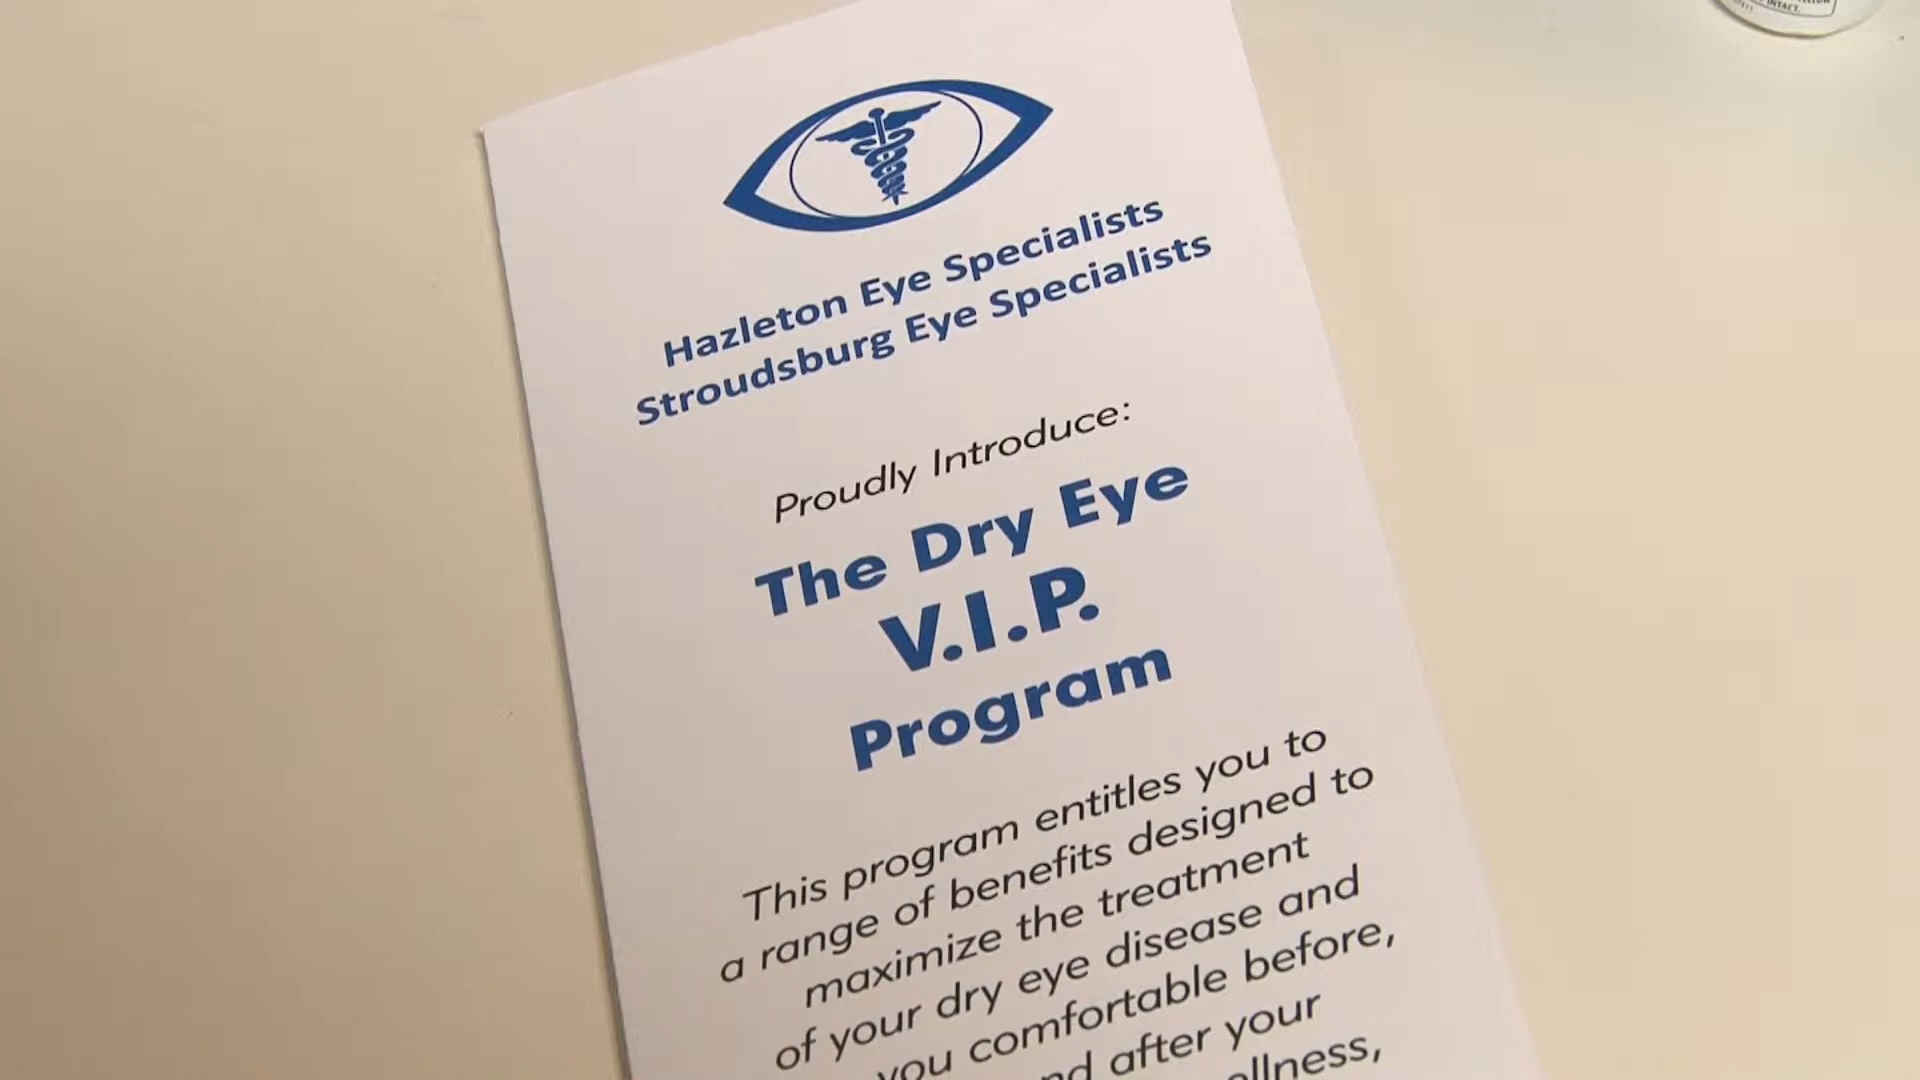 INTACT.
Hazleton Eye Specialists
Stroudsburg Eye Specialists
Proudly Introduce:
The Dry Eye
V.I.P.
Program
This program entitles you to
a range of benefits designed to
maximize the treatment
of your dry eye disease and
you comfortable before,
after your